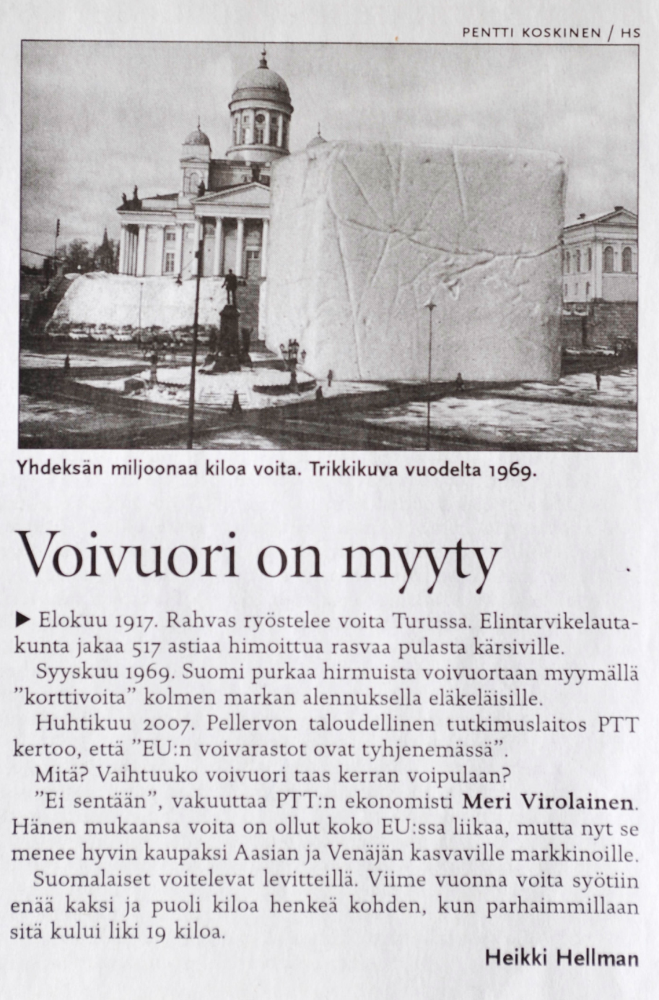 PENTTI KOSKINEN / HS
Yhdeksän miljoonaa kiloa voita. Trikkikuva vuodelta 1969.
Voivuori on myyty
▶ Elokuu 1917. Rahvas ryöstelee voita Turussa. Elintarvikelauta-
kunta jakaa 517 astiaa himoittua rasvaa pulasta kärsiville.
Syyskuu 1969. Suomi purkaa hirmuista voivuortaan myymällä
”korttivoita” kolmen markan alennuksella eläkeläisille.
Huhtikuu 2007. Pellervon taloudellinen tutkimuslaitos PTT
kertoo, että ”EU:n voivarastot ovat tyhjenemässä”.
Mitä? Vaihtuuko voivuori taas kerran voipulaan?
”Ei sentään”, vakuuttaa PTT:n ekonomisti Meri Virolainen.
Hänen mukaansa voita on ollut koko EU:ssa liikaa, mutta nyt se
menee hyvin kaupaksi Aasian ja Venäjän kasvaville markkinoille.
Suomalaiset voitelevat levitteillä. Viime vuonna voita syötiin
enää kaksi ja puoli kiloa henkeä kohden, kun parhaimmillaan
sitä kului liki 19 kiloa.
Heikki Hellman